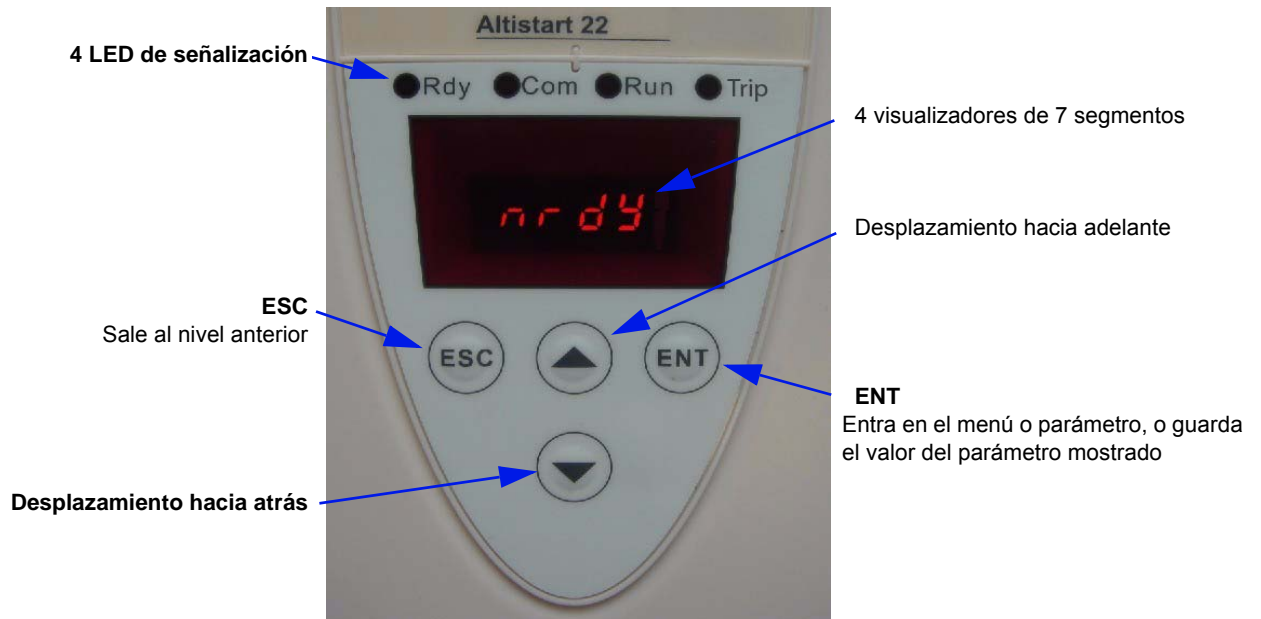 Altistart 22
4 LED de señalización
Rdy Com Run Trip
4 visualizadores de 7 segmentos
nrdy
Desplazamiento hacia adelante
ESC
Sale al nivel anterior
ESC
ENT
ENT
Entra en el menú o parámetro, o guarda
el valor del parámetro mostrado
Desplazamiento hacia atrás